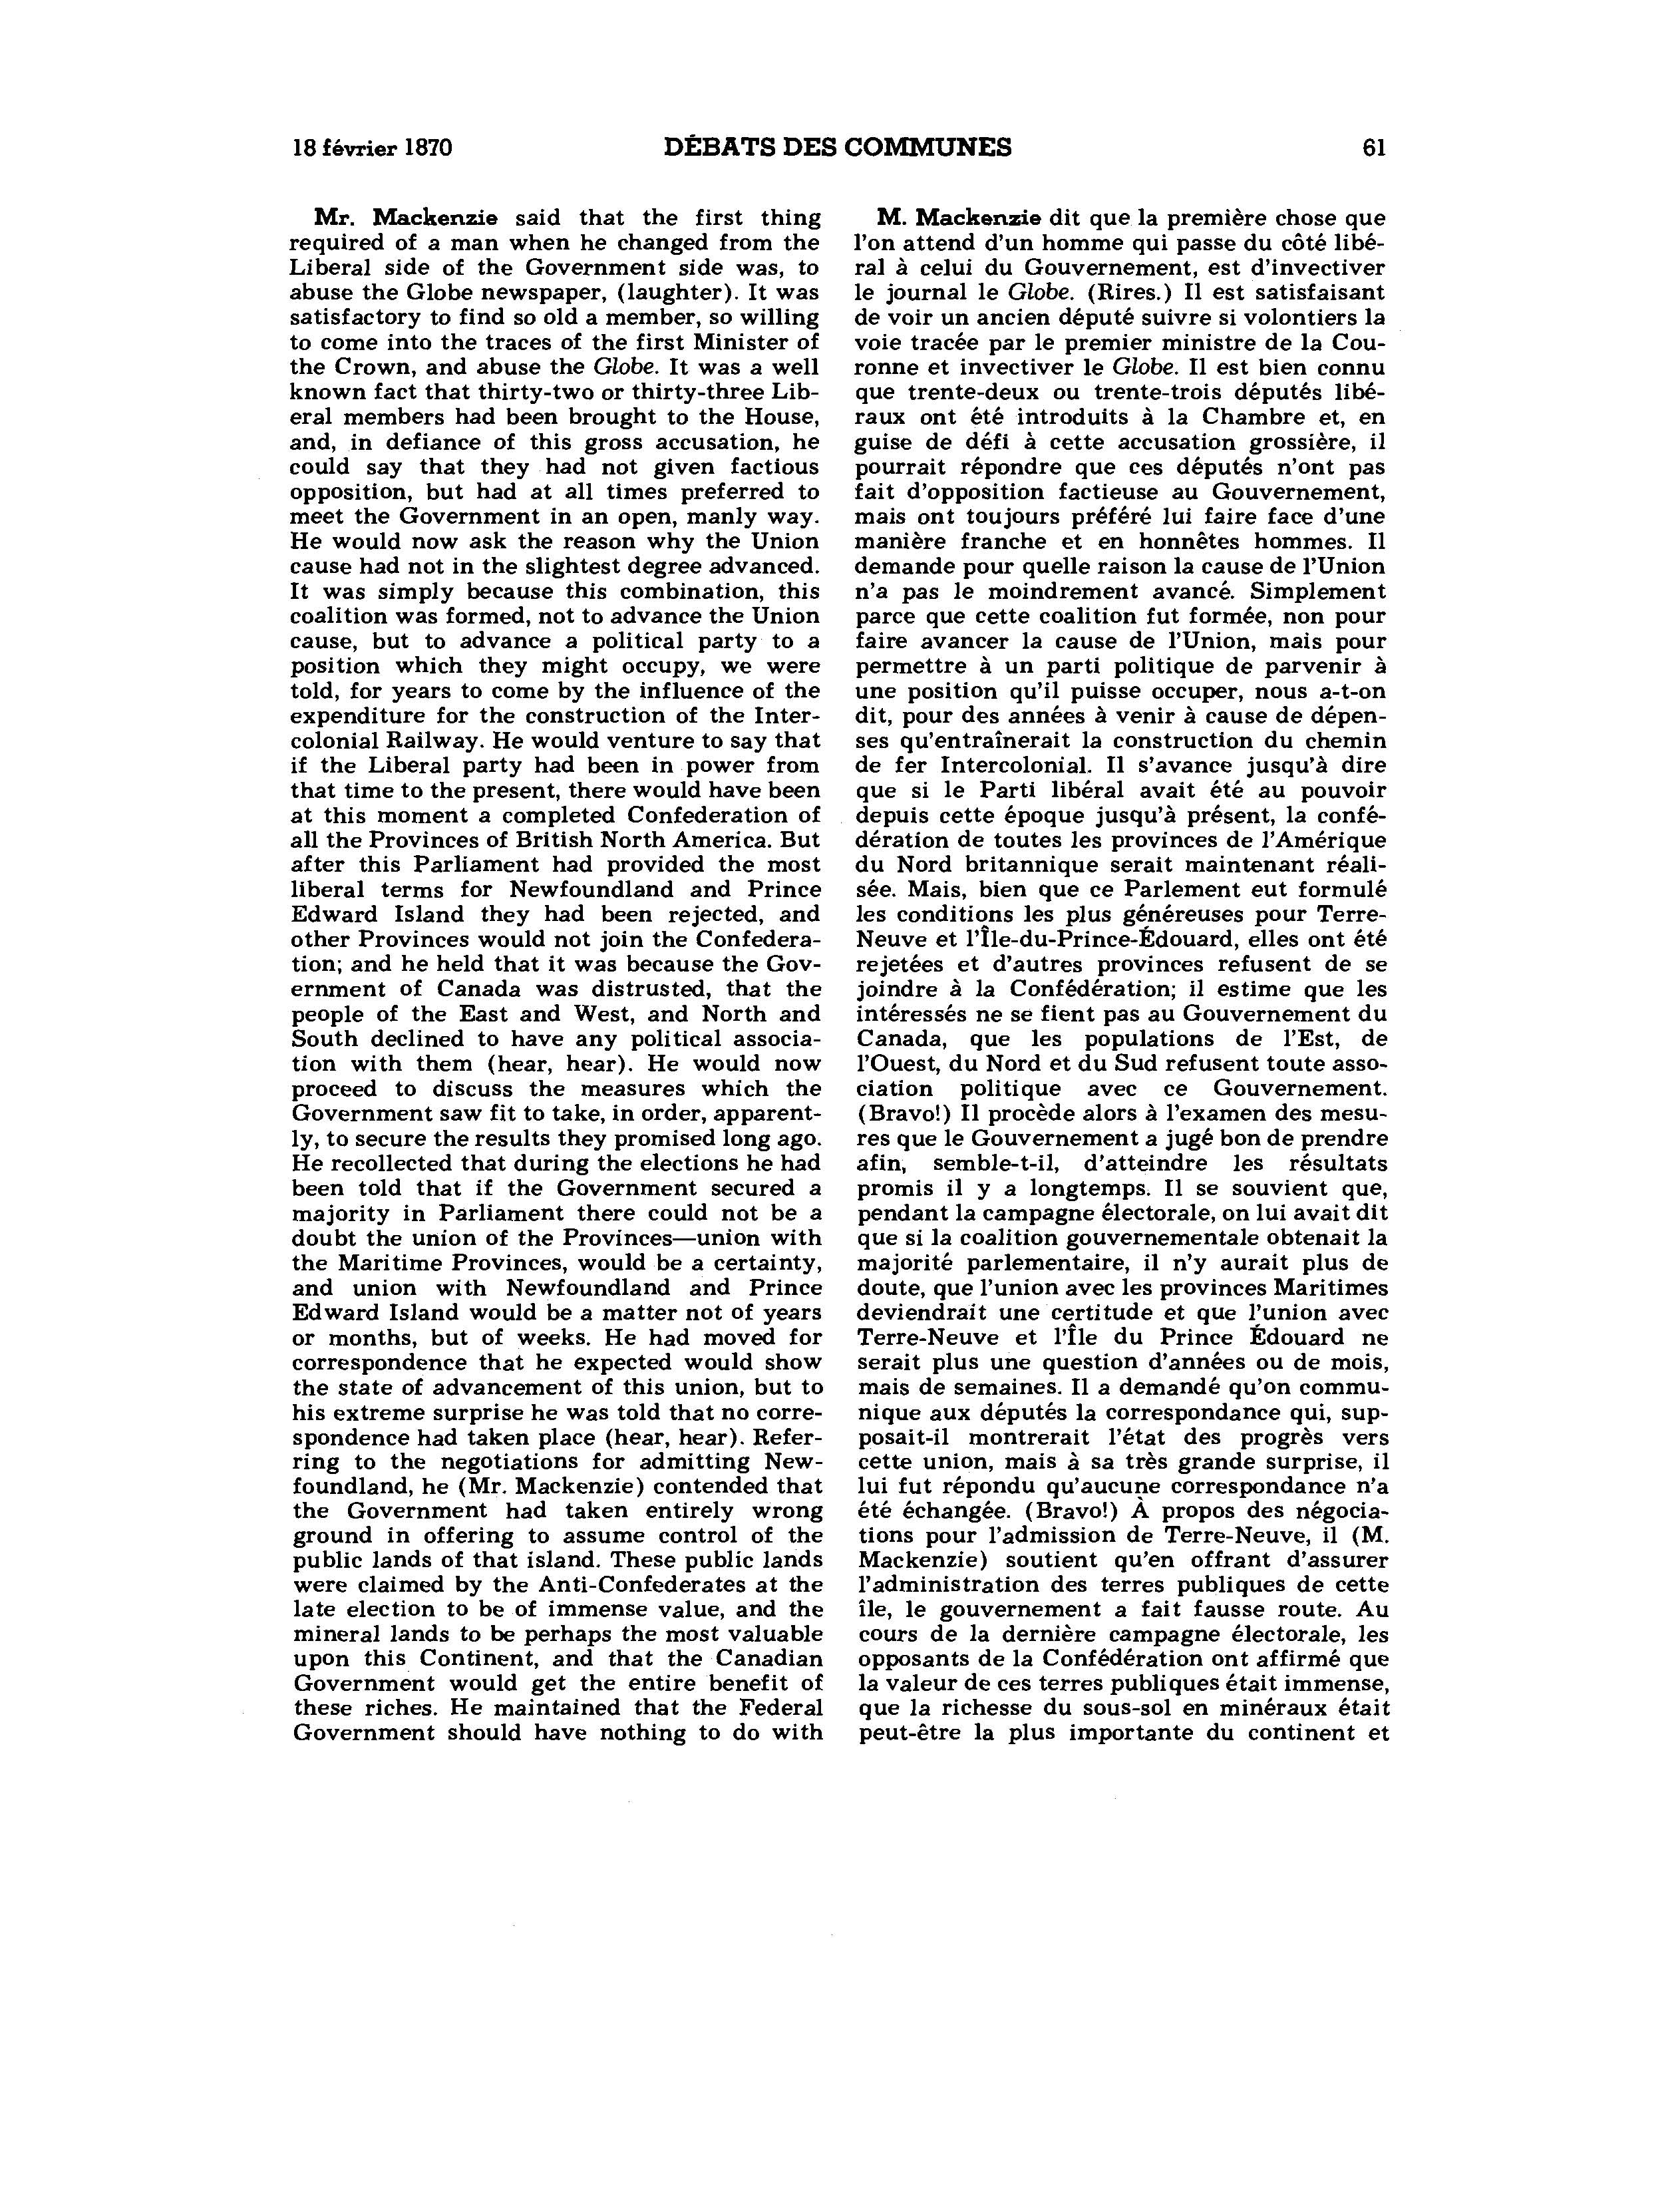 18 février 1870
DÉBATS DES COMMUNES
61
Mr. Mackenzie said that the first thing
required of a man when he changed from the
Liberal side of the Government side was, to
abuse the Globe newspaper, (laughter). It was
satisfactory to find so old a member, so willing
to come into the traces of the first Minister of
the Crown, and abuse the Globe. It was a well
known fact that thirty-two or thirty-three Lib-
eral members had been brought to the House,
and, in defiance of this gross accusation, he
could say that they had not given factious
opposition, but had at all times preferred to
meet the Government in an open, manly way.
He would now ask the reason why the Union
cause had not in the slightest degree advanced.
It was simply because this combination, this
coalition was formed, not to advance the Union
cause, but to advance a political party to a
position which they might occupy, we were
told, for years to come by the influence of the
expenditure for the construction of the Inter-
colonial Railway. He would venture to say that
if the Liberal party had been in power from
that time to the present, there would have been
at this moment a completed Confederation of
all the Provinces of British North America. But
after this Parliament had provided the most
liberal terms for Newfoundland and Prince
Edward Island they had been rejected, and
other Provinces would not join the Confedera-
tion; and he held that it was because the Gov-
ernment of Canada was distrusted, that the
people of the East and West, and North and
South declined to have any political associa-
tion with them (hear, hear). He would now
proceed to discuss the measures which the
Government saw fit to take, in order, apparent-
ly, to secure the results they promised long ago.
He recollected that during the elections he had
been told that if the Government secured a
majority in Parliament there could not be a
doubt the union of the Provinces—union with
the Maritime Provinces, would be a certainty,
and union with Newfoundland and Prince
Edward Island would be a matter not of years
or months, but of weeks. He had moved for
correspondence that he expected would show
the state of advancement of this union, but to
his extreme surprise he was told that no corre-
spondence had taken place (hear, hear). Refer-
ring to the negotiations for admitting New-
foundland, he (Mr. Mackenzie) contended that
the Government had taken entirely wrong
ground in offering to assume control of the
public lands of that island. These public lands
were claimed by the Anti-Confederates at the
late election to be of immense value, and the
mineral lands to be perhaps the most valuable
upon this Continent, and that the Canadian
Government would get the entire benefit of
these riches. He maintained that the Federal
Government should have nothing to do with
M. Mackenzie dit que la première chose que
l'on attend d'un homme qui passe du côté libé-
ral à celui du Gouvernement, est d'invectiver
le journal le Globe. (Rires.) Il est satisfaisant
de voir un ancien député suivre si volontiers la
voie tracée par le premier ministre de la Cou-
ronne et invectiver le Globe. Il est bien connu
que trente-deux ou trente-trois députés libé-
raux ont été introduits à la Chambre et, en
guise de défi à cette accusation grossière, il
pourrait répondre que ces députés n'ont pas
fait d'opposition factieuse au Gouvernement,
mais ont toujours préféré lui faire face d'une
manière franche et en honnêtes hommes. Il
demande pour quelle raison la cause de l'Union
n'a pas le moindrement avancé. Simplement
parce que cette coalition fut formée, non pour
faire avancer la cause de l'Union, mais pour
permettre à un parti politique de parvenir à
une position qu'il puisse occuper, nous a-t-on
dit, pour des années à venir à cause de dépen-
ses qu'entraînerait la construction du chemin
de fer Intercolonial. Il s'avance jusqu'à dire
que si le Parti libéral avait été au pouvoir
depuis cette époque jusqu'à présent, la confé-
dération de toutes les provinces de l'Amérique
du Nord britannique serait maintenant réali-
sée. Mais, bien que ce Parlement eut formulé
les conditions les plus généreuses pour Terre-
Neuve et l'Île-du-Prince-Édouard, elles ont été
rejetées et d'autres provinces refusent de se
joindre à la Confédération; il estime que les
intéressés ne se fient pas au Gouvernement du
Canada, que les populations de l'Est, de
l'Ouest, du Nord et du Sud refusent toute asso-
ciation politique avec ce Gouvernement.
(Bravo!) Il procède alors à l'examen des mesu-
res que le Gouvernement a jugé bon de prendre
afin, semble-t-il, d'atteindre les résultats
promis il y a longtemps. Il se souvient que,
pendant la campagne électorale, on lui avait dit
que si la coalition gouvernementale obtenait la
majorité parlementaire, il n'y aurait plus de
doute, que l'union avec les provinces Maritimes
deviendrait une certitude et que l'union avec
Terre-Neuve et l'Île du Prince Édouard ne
serait plus une question d'années ou de mois,
mais de semaines. Il a demandé qu'on commu-
nique aux députés la correspondance qui, sup-
posait-il montrerait l'état des progrès vers
cette union, mais à sa très grande surprise, il
lui fut répondu qu'aucune correspondance n'a
été échangée. (Bravo!) À propos des négocia-
tions pour l'admission de Terre-Neuve, il (M.
Mackenzie) soutient qu'en offrant d'assurer
l'administration des terres publiques de cette
île, le gouvernement a fait fausse route. Au
cours de la dernière campagne électorale, les
opposants de la Confédération ont affirmé que
la valeur de ces terres publiques était immense,
que la richesse du sous-sol en minéraux était
peut-être la plus importante du continent et